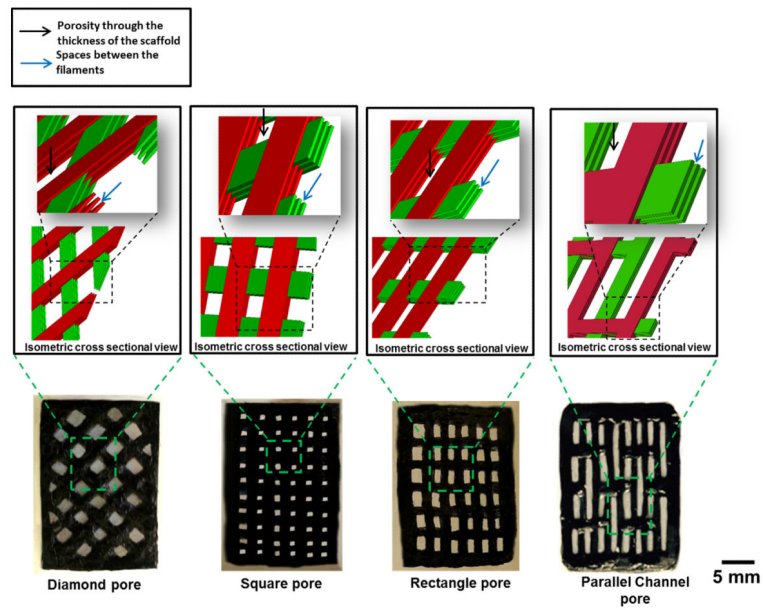 Porosity through the
thickness of the scaffold
Spaces between the
filaments
Isometric cross sectional view
Isometric cross sectional view
Isometric cross sectional view
Isometric cross sectional view
Diamond pore
Square pore
Rectangle pore
Parallel Channel
pore
5 mm